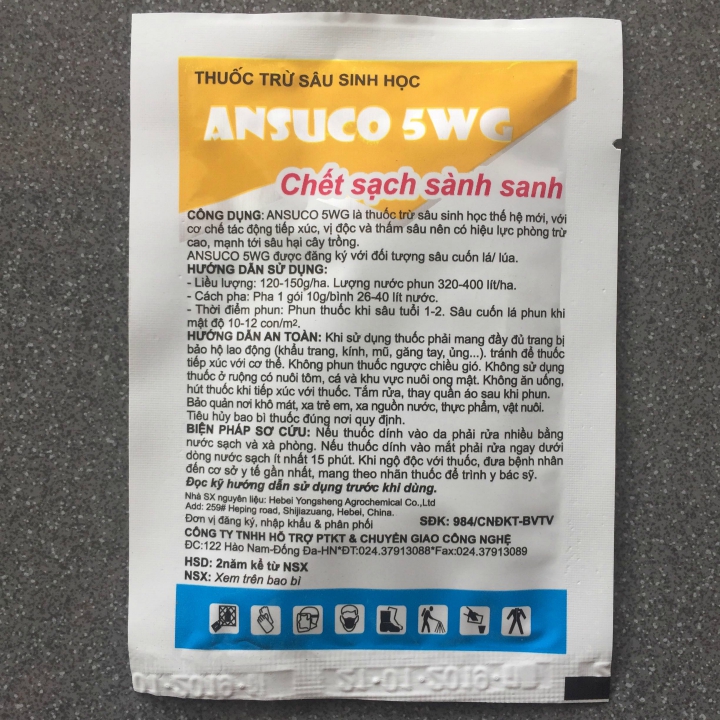 THUỐC TRỪ SÂU SINH HỌC
ANSUCO 5WG
Chết sạch sành sanh
CÔNG DỤNG: ANSUCO 5WG là thuốc trừ sâu sinh học thế hệ mới, với
cơ chế tác động tiếp xúc, vị độc và thấm sâu nên có hiệu lực phòng trừ
cao, mạnh tới sâu hại cây trồng.
ANSUCO 5WG được đăng ký với đối tượng sâu cuốn lá/ lúa.
HƯỚNG DẪN SỬ DỤNG:
- Liều lượng: 120-150g/ha. Lượng nước phun 320-400 lít/ha.
- Cách pha: Pha 1 gói 10g/bình 26-40 lít nước.
- Thời điểm phun: Phun thuốc khi sâu tuổi 1-2. Sâu cuốn lá phun khi
mật độ 10-12 con/m².
HƯỚNG DẪN AN TOÀN: Khi sử dụng thuốc phải mang đầy đủ trang bị
bảo hộ lao động (khẩu trang, kính, mũ, găng tay, ủng...). tránh để thuốc
tiếp xúc với cơ thể. Không phun thuốc ngược chiều gió. Không sử dụng
thuốc ở ruộng có nuôi tôm, cá và khu vực nuôi ong mật. Không ăn uống,
hút thuốc khi tiếp xúc với thuốc. Tắm rửa, thay quần áo sau khi phun.
Bảo quản nơi khô mát, xa trẻ em, xa nguồn nước, thực phẩm, vật nuôi.
Tiêu hủy bao bì thuốc đúng nơi quy định.
BIỆN PHÁP SƠ CỨU: Nếu thuốc dính vào da phải rửa nhiều bằng
nước sạch và xà phòng. Nếu thuốc dính vào mắt phải rửa ngay dưới
dòng nước sạch ít nhất 15 phút. Khi ngộ độc với thuốc, đưa bệnh nhân
đến cơ sở y tế gần nhất, mang theo nhãn thuốc để trình y bác sỹ.
Đọc kỹ hướng dẫn sử dụng trước khi dùng.
Nhà SX nguyên liệu: Hebei Yongsheng Agrochemical Co.,Ltd
Add: 259# Heping road, Shijiazuang, Hebei, China.
Đơn vị đăng ký, nhập khẩu & phân phối SĐK: 984/CNĐKT-BVTV
CÔNG TY TNHH HỖ TRỢ PTKT & CHUYỂN GIAO CÔNG NGHỆ
ĐC:122 Hào Nam-Đống Đa-HN*ĐT:024.37913088*Fax:024.37913089
HSD: 2năm kể từ NSX
NSX: Xem trên bao bì
01-2019 21-01-2019